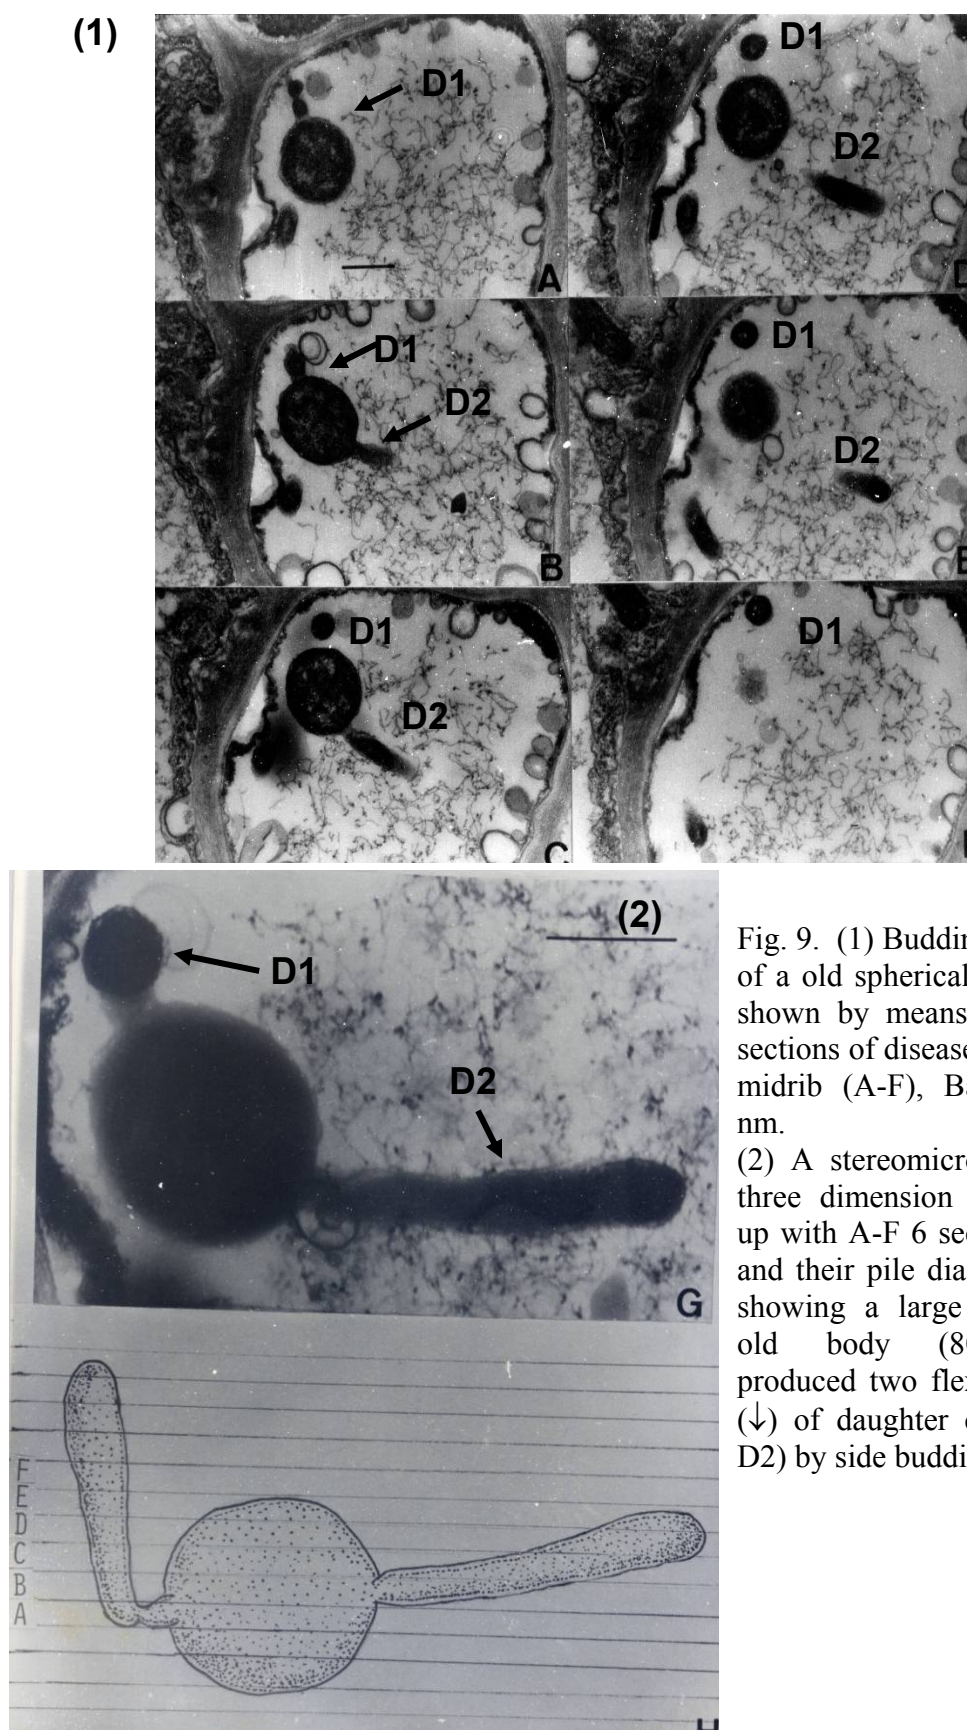 (1)
D1
A
D1
D2
D1
D2
B
D1
D2
E
D1
D2
C
D1
(2)
D1
D2
G
F
E
D
C
B
A
Fig. 9. (1) Buddin
of a old spherical
shown by means
sections of disease
midrib (A-F), Ba
nm.
(2) A stereomicr
three dimension
up with A-F 6 sec
and their pile dia
showing a large
old body (8
produced two flex
(↓) of daughter
D2) by side buddi